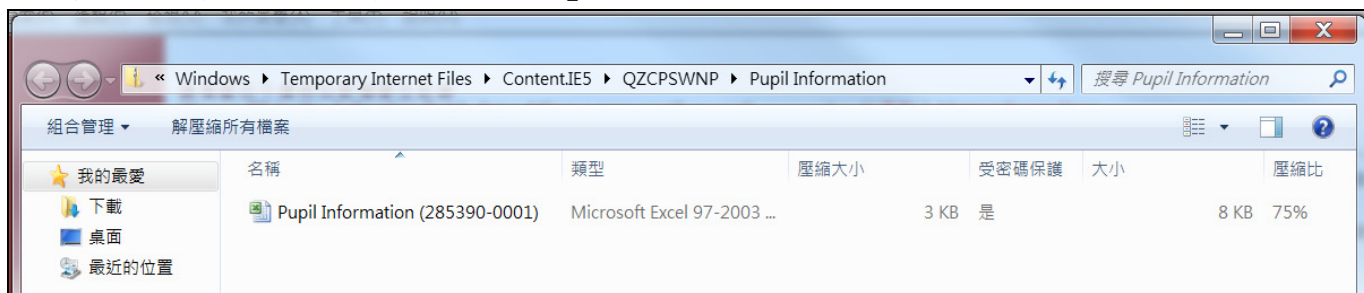 « Windows ▸ Temporary Internet Files ▸ Content.IE5 ▸ QZCPSWNP ▸ Pupil Information
搜尋 Pupil Information
組合管理 ▼ 解壓縮所有檔案
我的最愛
下載
桌面
最近的位置
名稱 類型 壓縮大小 受密碼保護 大小 壓縮比
Pupil Information (285390-0001) Microsoft Excel 97-2003 ... 3 KB 是 8 KB 75%